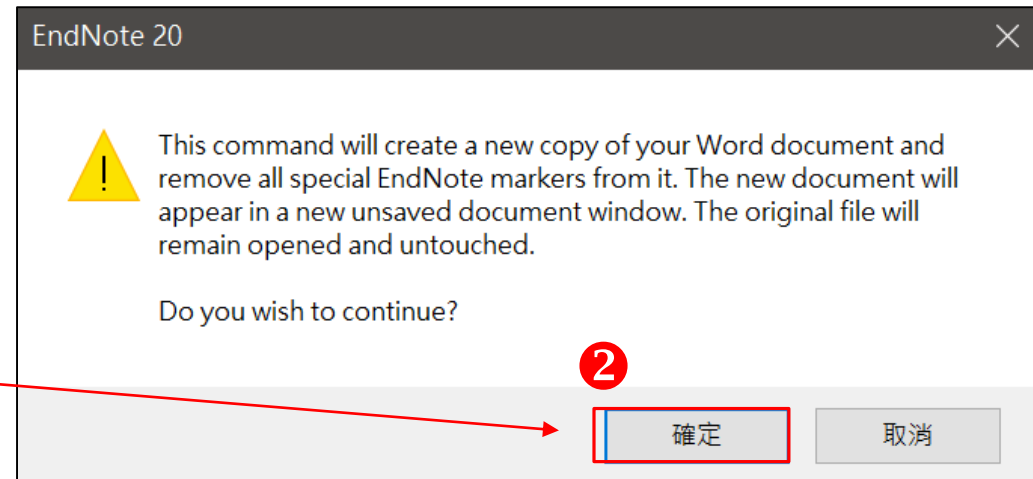 EndNote 20
This command will create a new copy of your Word document and
remove all special EndNote markers from it. The new document will
appear in a new unsaved document window. The original file will
remain opened and untouched.
Do you wish to continue?
2
確定 取消